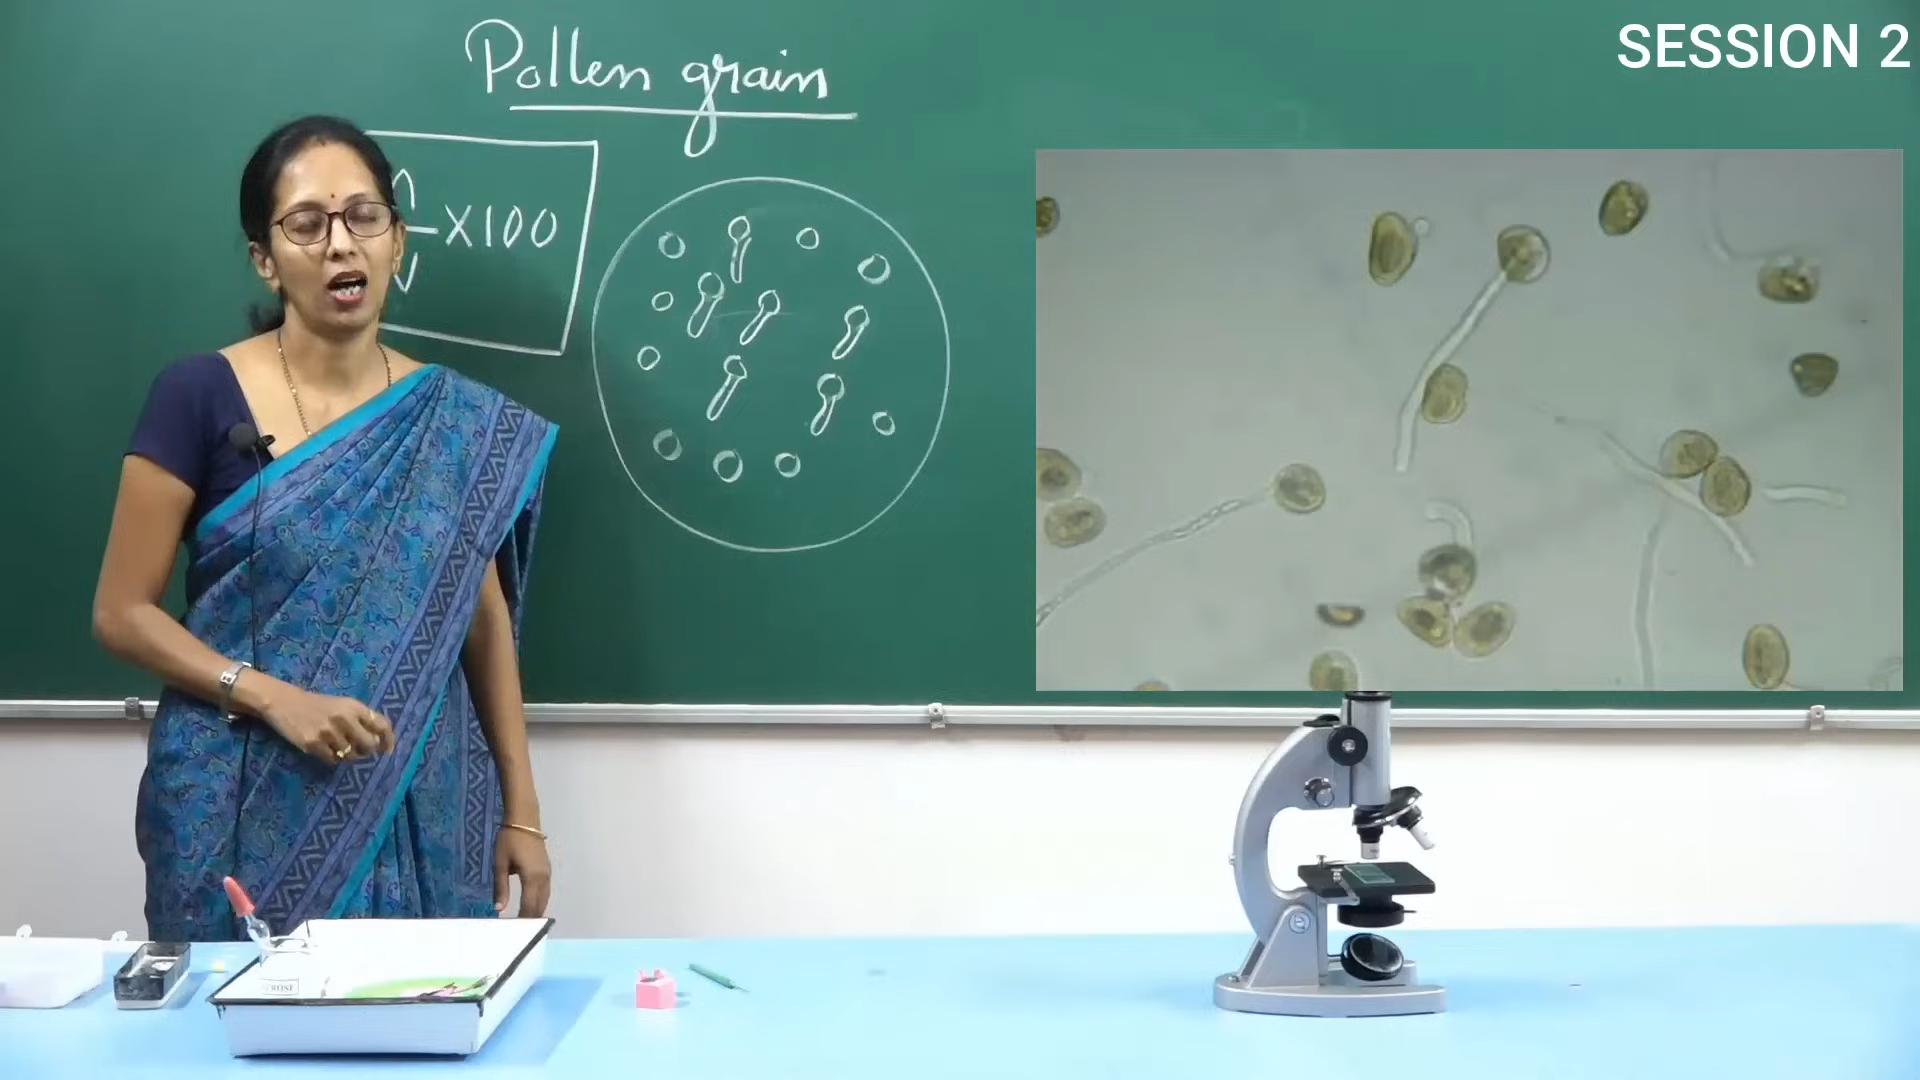 SESSION 2
Pollen grain
n
— X100
N